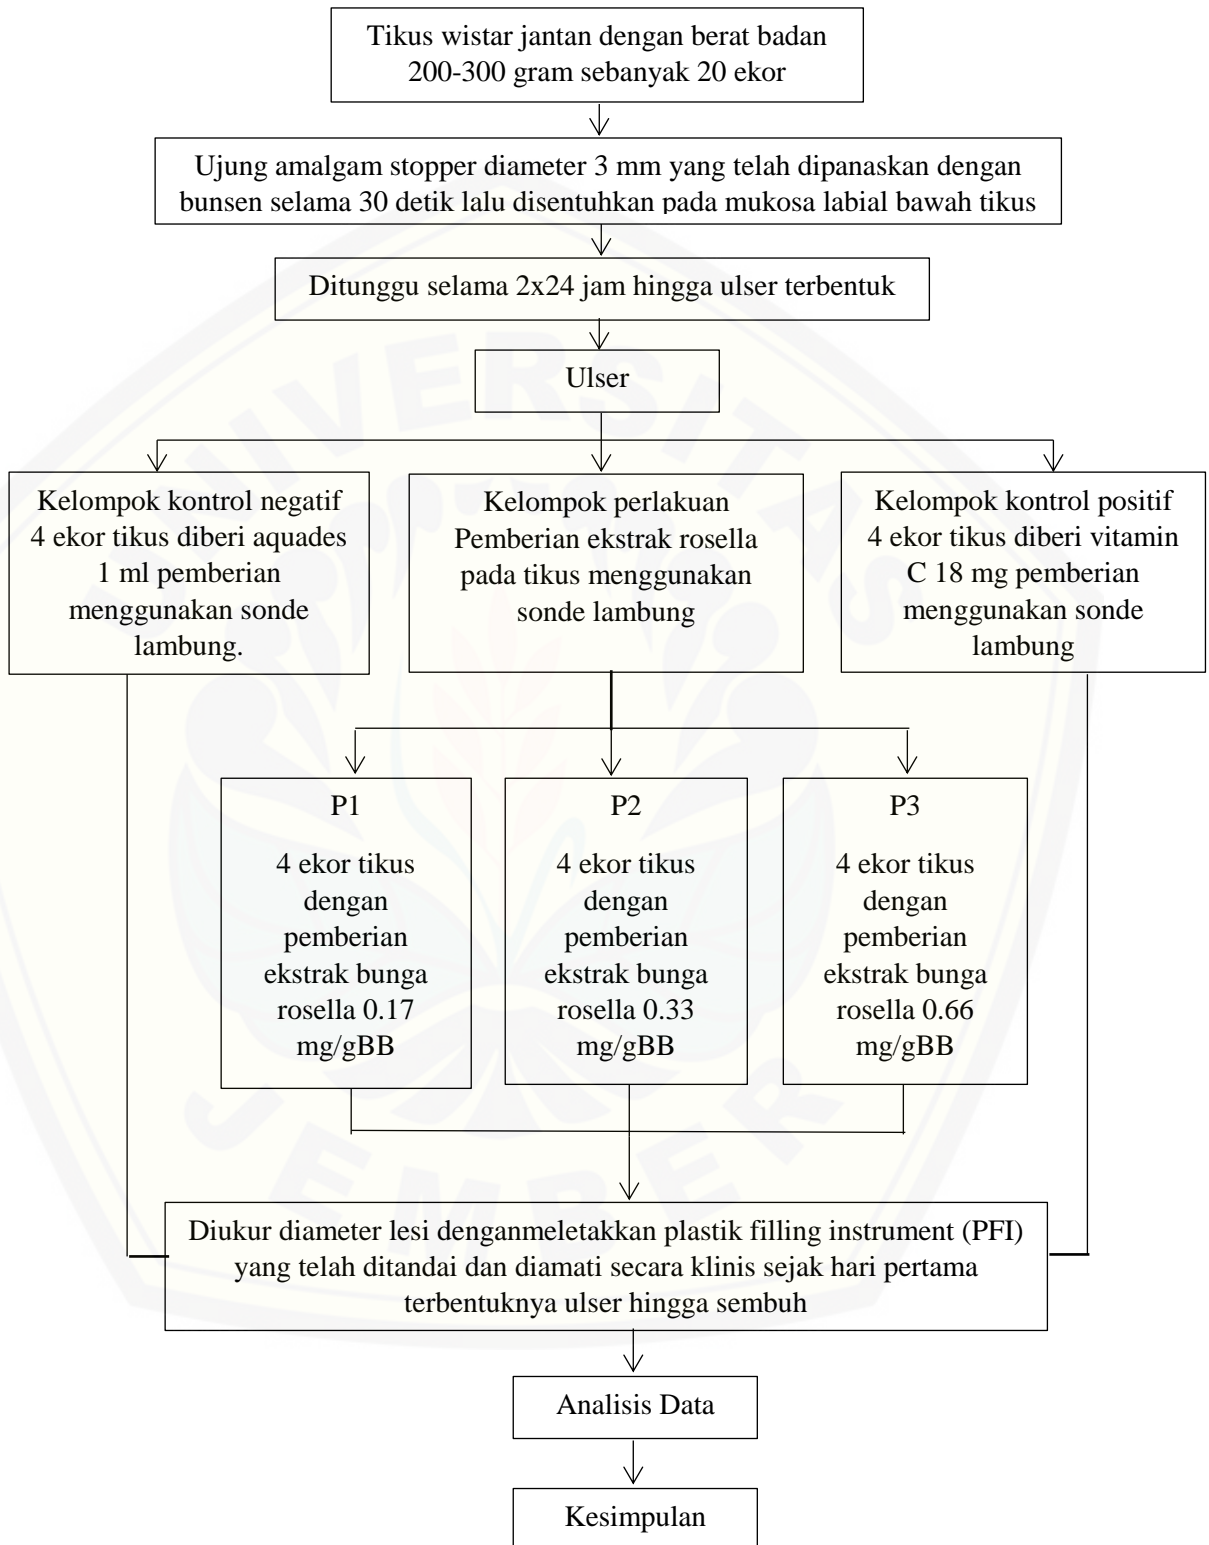 Tikus wistar jantan dengan berat badan
200-300 gram sebanyak 20 ekor
Ujung amalgam stopper diameter 3 mm yang telah dipanaskan dengan
bunsen selama 30 detik lalu disentuhkan pada mukosa labial bawah tikus
Ditunggu selama 2x24 jam hingga ulser terbentuk
Ulser
Kelompok kontrol negatif
4 ekor tikus diberi aquades
1 ml pemberian
menggunakan sonde
lambung.
Kelompok perlakuan
Pemberian ekstrak rosella
pada tikus menggunakan
sonde lambung
Kelompok kontrol positif
4 ekor tikus diberi vitamin
C 18 mg pemberian
menggunakan sonde
lambung
P1
4 ekor tikus
dengan
pemberian
ekstrak bunga
rosella 0.17
mg/gBB
P2
4 ekor tikus
dengan
pemberian
ekstrak bunga
rosella 0.33
mg/gBB
P3
4 ekor tikus
dengan
pemberian
ekstrak bunga
rosella 0.66
mg/gBB
Diukur diameter lesi denganmeletakkan plastik filling instrument (PFI)
yang telah ditandai dan diamati secara klinis sejak hari pertama
terbentuknya ulser hingga sembuh
Analisis Data
Kesimpulan
UNIVERSITAS
JEMBER